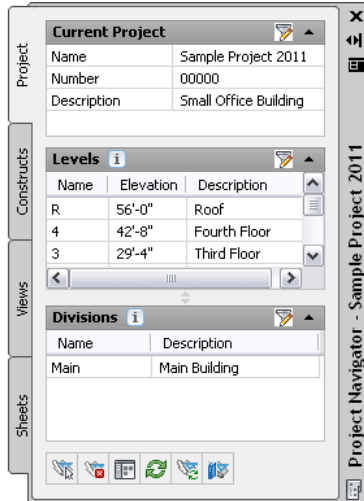 Project
Constructs
Views
Sheets
Current Project
Name Sample Project 2011
Number 00000
Description Small Office Building
Levels i
Name Elevation Description
R 56'-0" Roof
4 42'-8" Fourth Floor
3 29'-4" Third Floor
Divisions i
Name Description
Main Main Building
Project Navigator - Sample Project 2011